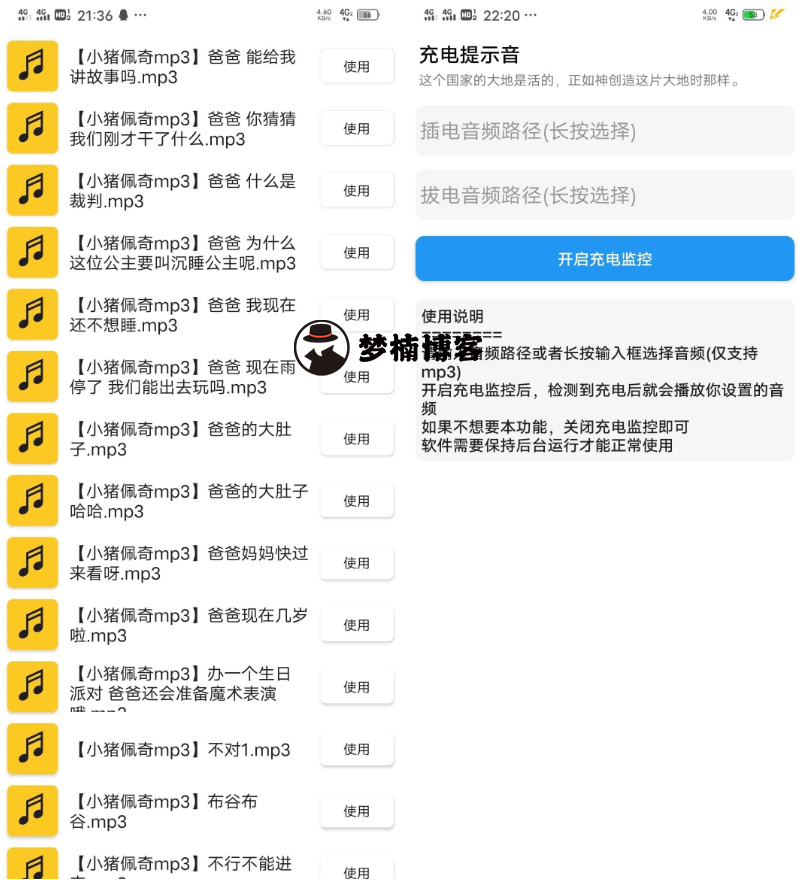 4G 4G HD 21:36 ···
4.60 KB/s 4G 66
【小猪佩奇mp3】爸爸 能给我
讲故事吗.mp3
使用
【小猪佩奇mp3】爸爸 你猜猜
我们刚才干了什么.mp3
使用
【小猪佩奇mp3】爸爸 什么是
裁判.mp3
使用
【小猪佩奇mp3】爸爸 为什么
这位公主要叫沉睡公主呢.mp3
使用
【小猪佩奇mp3】爸爸 我现在
还不想睡.mp3
使用
【小猪佩奇mp3】爸爸 现在雨
停了 我们能出去玩吗.mp3
使用
【小猪佩奇mp3】爸爸的大肚
子.mp3
使用
【小猪佩奇mp3】爸爸的大肚子
哈哈.mp3
使用
【小猪佩奇mp3】爸爸妈妈快过
来看呀.mp3
使用
【小猪佩奇mp3】爸爸现在几岁
啦.mp3
使用
【小猪佩奇mp3】办一个生日
派对 爸爸还会准备魔术表演
哦.mp3
使用
【小猪佩奇mp3】不对1.mp3
使用
【小猪佩奇mp3】布谷布
谷.mp3
使用
【小猪佩奇mp3】不行不能进
使用
梦楠博客
4G 4G HD 22:20 ···
4.00 KB/s 4G 58
充电提示音
这个国家的大地是活的，正如神创造这片大地时那样。
插电音频路径(长按选择)
拔电音频路径(长按选择)
开启充电监控
使用说明
========
频路径或者长按输入框选择音频(仅支持
mp3)
开启充电监控后，检测到充电后就会播放你设置的音
频
如果不想要本功能，关闭充电监控即可
软件需要保持后台运行才能正常使用